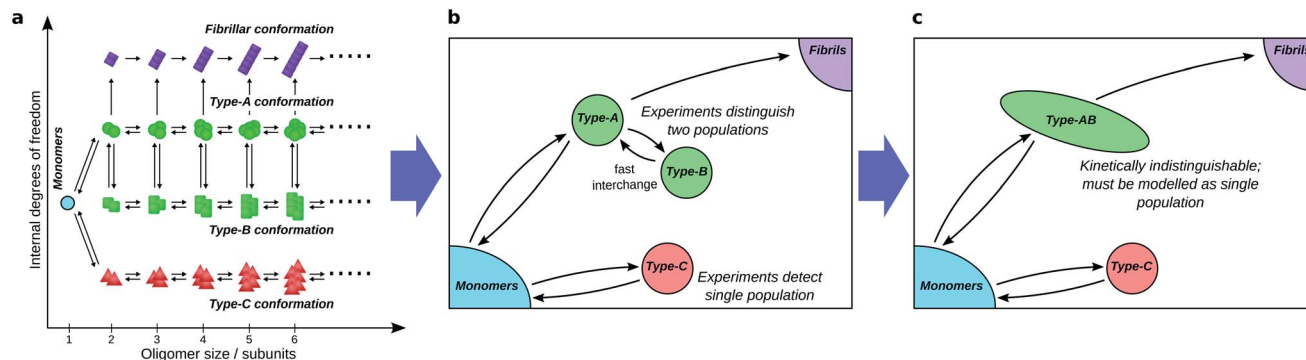 a
Internal degrees of freedom
Monomers
Fibrillar conformation
Type-A conformation
Type-B conformation
Type-C conformation
1 2 3 4 5 6
Oligomer size / subunits
b
Fibrils
Type-A
Experiments distinguish
two populations
fast
interchange
Type-B
Monomers
Type-C
Experiments detect
single population
c
Fibrils
Type-AB
Kinetically indistinguishable;
must be modelled as single
population
Monomers
Type-C